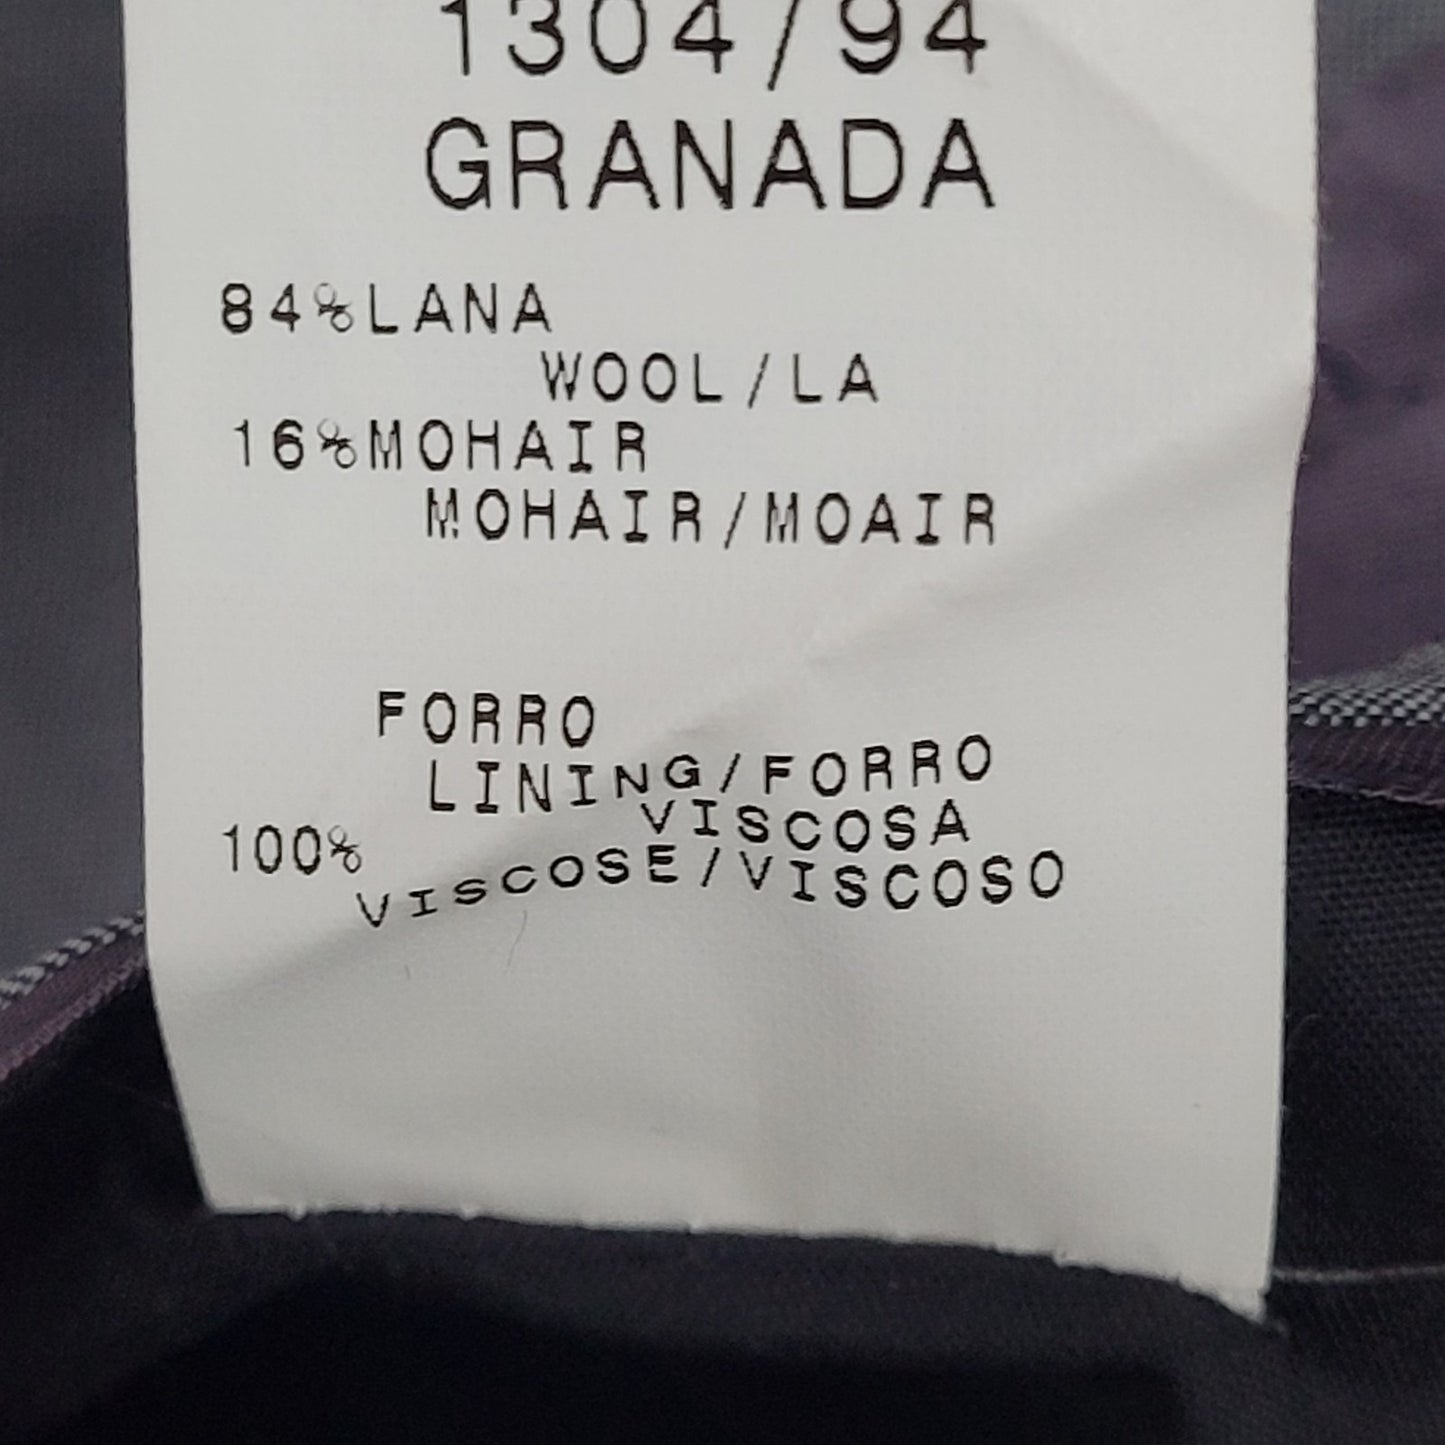 1304/94
GRANADA
84%LANA
WOOL/LA
16%MOHAIR
MOHAIR/MOAIR
FORRO
LINING/FORRO
100% VISCOSA
VISCOSE/VISCOSO